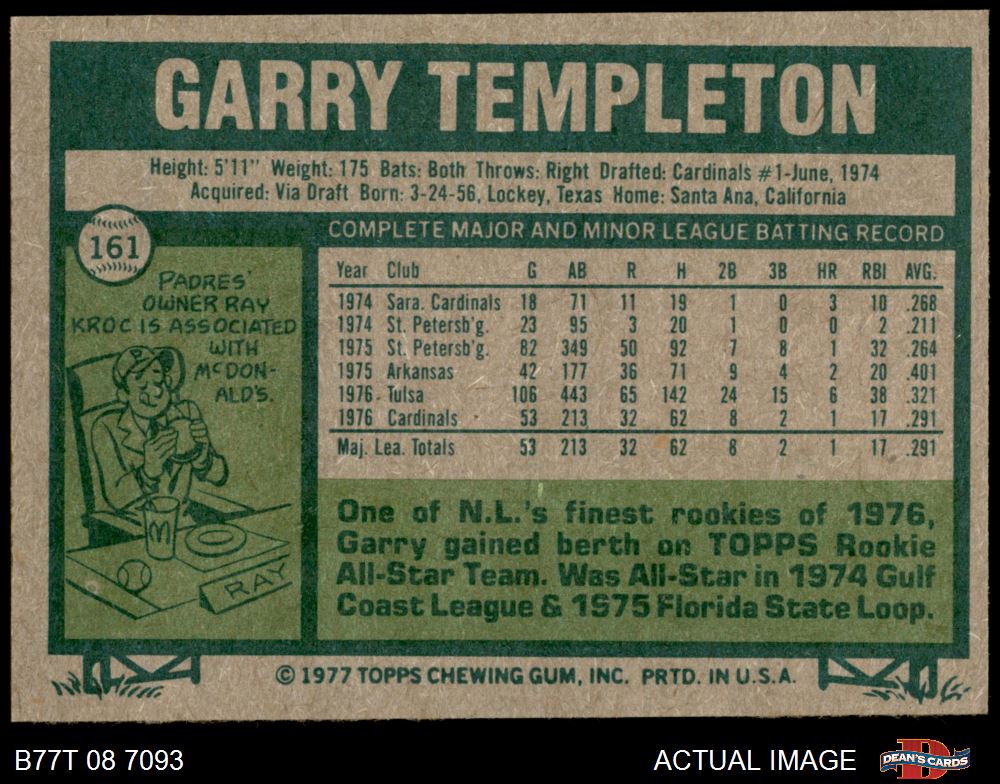 GARRY TEMPLETON
Height: 5'11" Weight: 175 Bats: Both Throws: Right Drafted: Cardinals #1-June, 1974
Acquired: Via Draft Born: 3-24-56, Lockey, Texas Home: Santa Ana, California
161
PADRES'
OWNER RAY
KROC IS ASSOCIATED
WITH
McDON-
ALD'S.
M
RAY
COMPLETE MAJOR AND MINOR LEAGUE BATTING RECORD
Year Club G AB R H 2B 3B HR RBI AVG.
1974 Sara. Cardinals 18 71 11 19 1 0 3 10 .268
1974 St. Petersb'g. 23 95 3 20 1 0 0 2 .211
1975 St. Petersb'g. 82 349 50 92 7 8 1 32 .264
1975 Arkansas 42 177 36 71 9 4 2 20 .401
1976 Tulsa 106 443 65 142 24 15 6 38 .321
1976 Cardinals 53 213 32 62 8 2 1 17 .291
Maj. Lea. Totals 53 213 32 62 8 2 1 17 .291
One of N.L.'s finest rookies of 1976,
Garry gained berth on TOPPS Rookie
All-Star Team. Was All-Star in 1974 Gulf
Coast League & 1975 Florida State Loop.
© 1977 TOPPS CHEWING GUM, INC. PRTD. IN U.S.A.
B77T 08 7093
ACTUAL IMAGE
D
DEAN'S CARDS